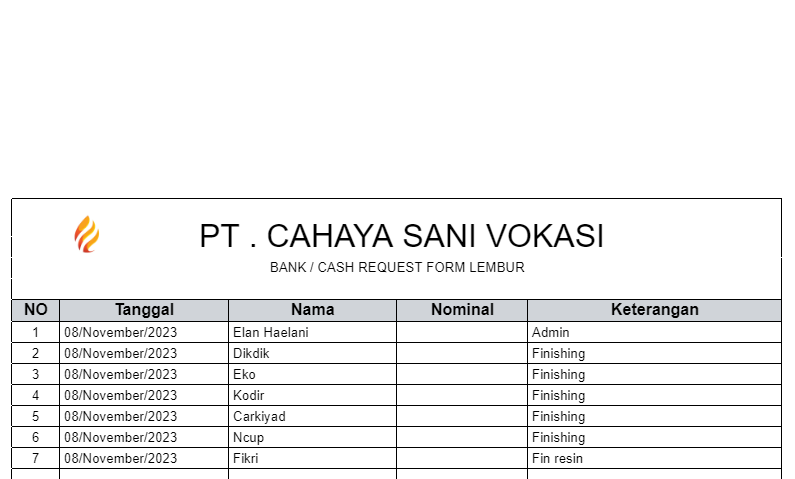 PT . CAHAYA SANI VOKASI
BANK / CASH REQUEST FORM LEMBUR
NO Tanggal Nama Nominal Keterangan
1 08/November/2023 Elan Haelani Admin
2 08/November/2023 Dikdik Finishing
3 08/November/2023 Eko Finishing
4 08/November/2023 Kodir Finishing
5 08/November/2023 Carkiyad Finishing
6 08/November/2023 Ncup Finishing
7 08/November/2023 Fikri Fin resin